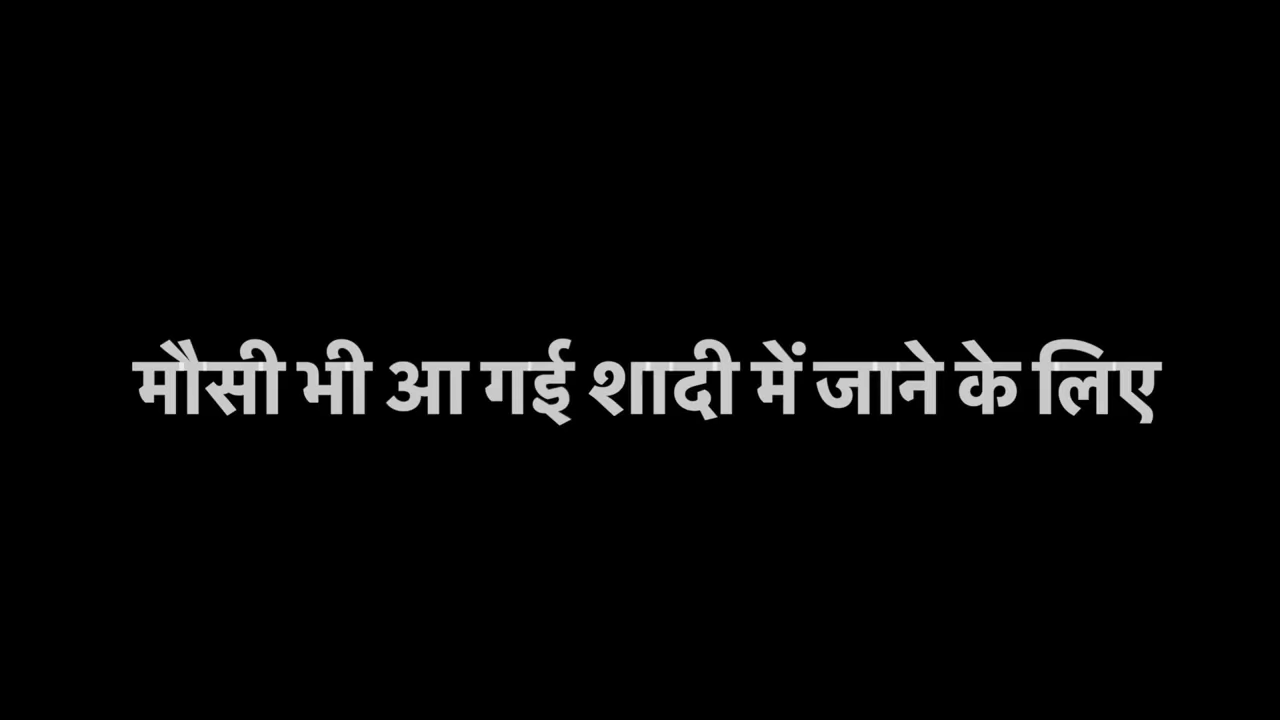 मौसी भी आ गई शादी में जाने के लिए